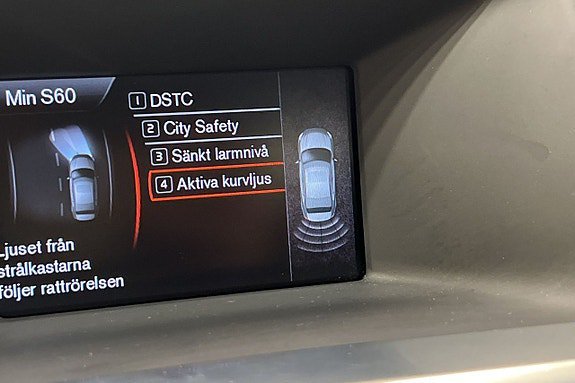 Min S60
1 DSTC
2 City Safety
3 Sänkt larmnivå
4 Aktiva kurvljus
Ljuset från
strålkastarna
följer rattrörelsen